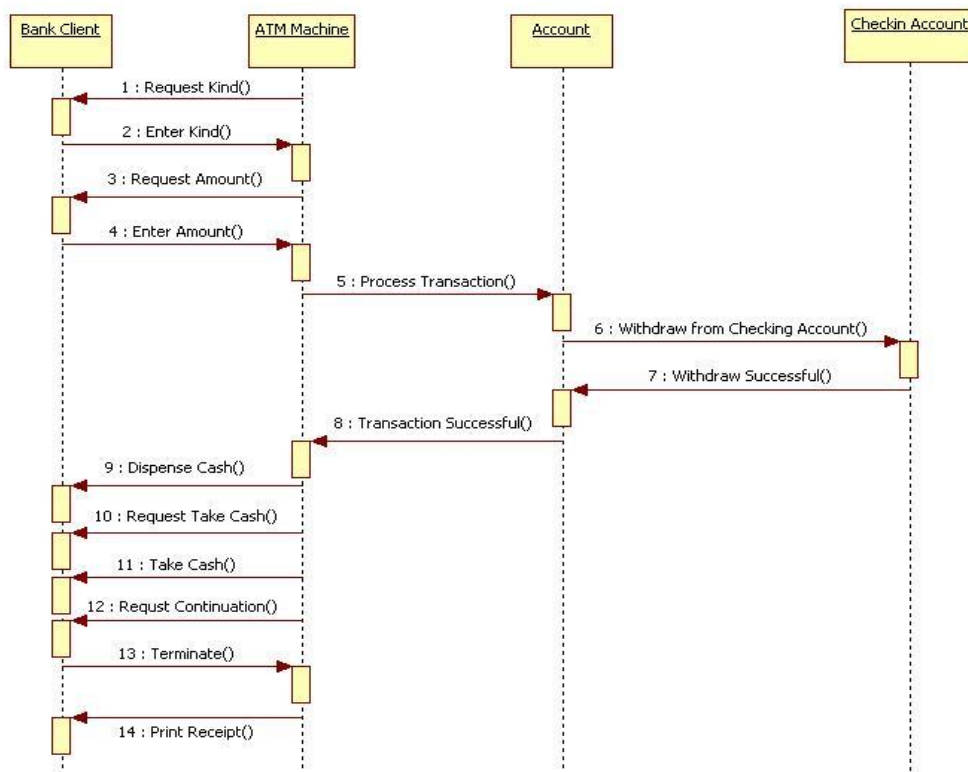 Bank Client
ATM Machine
Account
Checkin Account
1 : Request Kind()
2 : Enter Kind()
3 : Request Amount()
4 : Enter Amount()
5 : Process Transaction()
6 : Withdraw from Checking Account()
7 : Withdraw Successful()
8 : Transaction Successful()
9 : Dispense Cash()
10 : Request Take Cash()
11 : Take Cash()
12 : Requst Continuation()
13 : Terminate()
14 : Print Receipt()